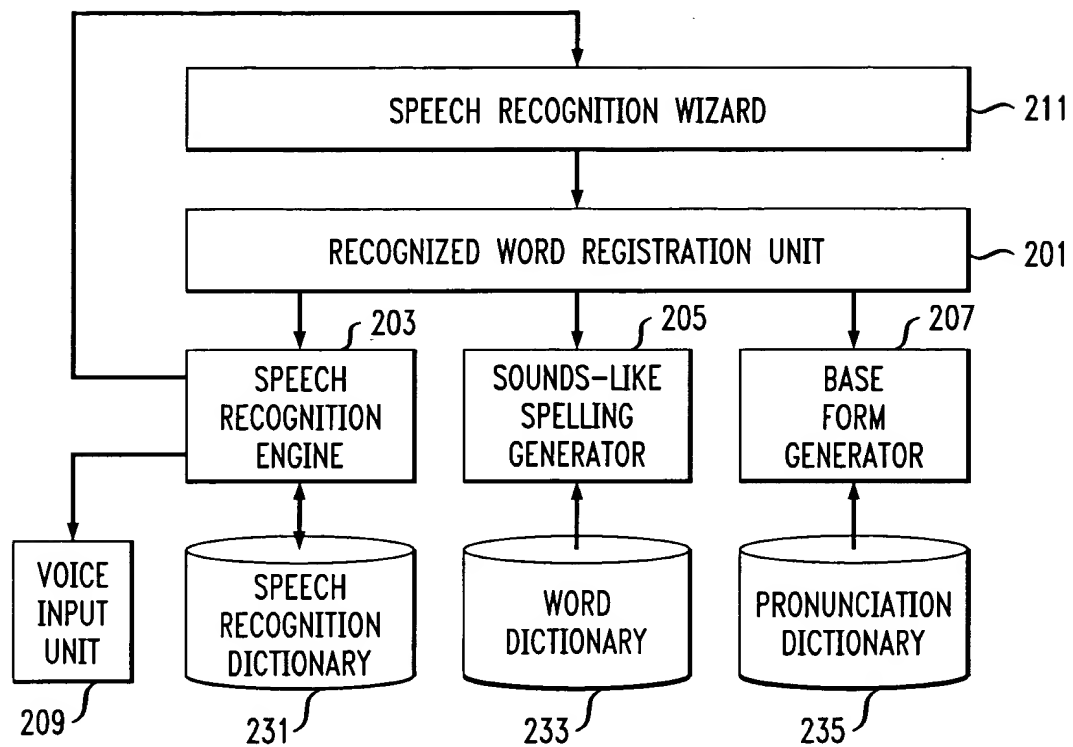 SPEECH RECOGNITION WIZARD
211
RECOGNIZED WORD REGISTRATION UNIT
201
203
205
207
SPEECH
RECOGNITION
ENGINE
SOUNDS-LIKE
SPELLING
GENERATOR
BASE
FORM
GENERATOR
VOICE
INPUT
UNIT
SPEECH
RECOGNITION
DICTIONARY
WORD
DICTIONARY
PRONUNCIATION
DICTIONARY
209
231
233
235